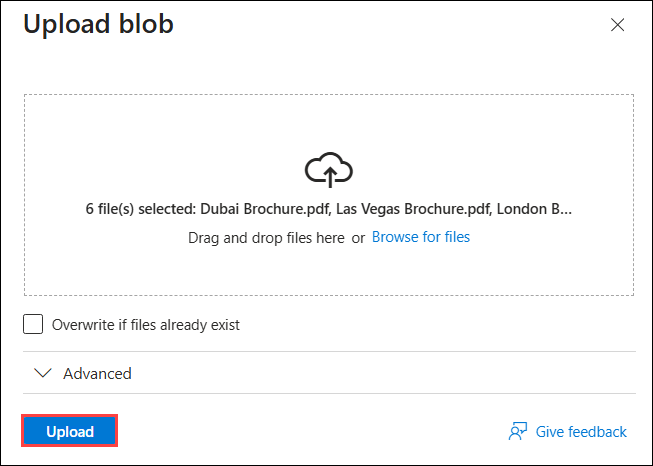 Upload blob
6 file(s) selected: Dubai Brochure.pdf, Las Vegas Brochure.pdf, London B...
Drag and drop files here or Browse for files
Overwrite if files already exist
Advanced
Upload
Give feedback